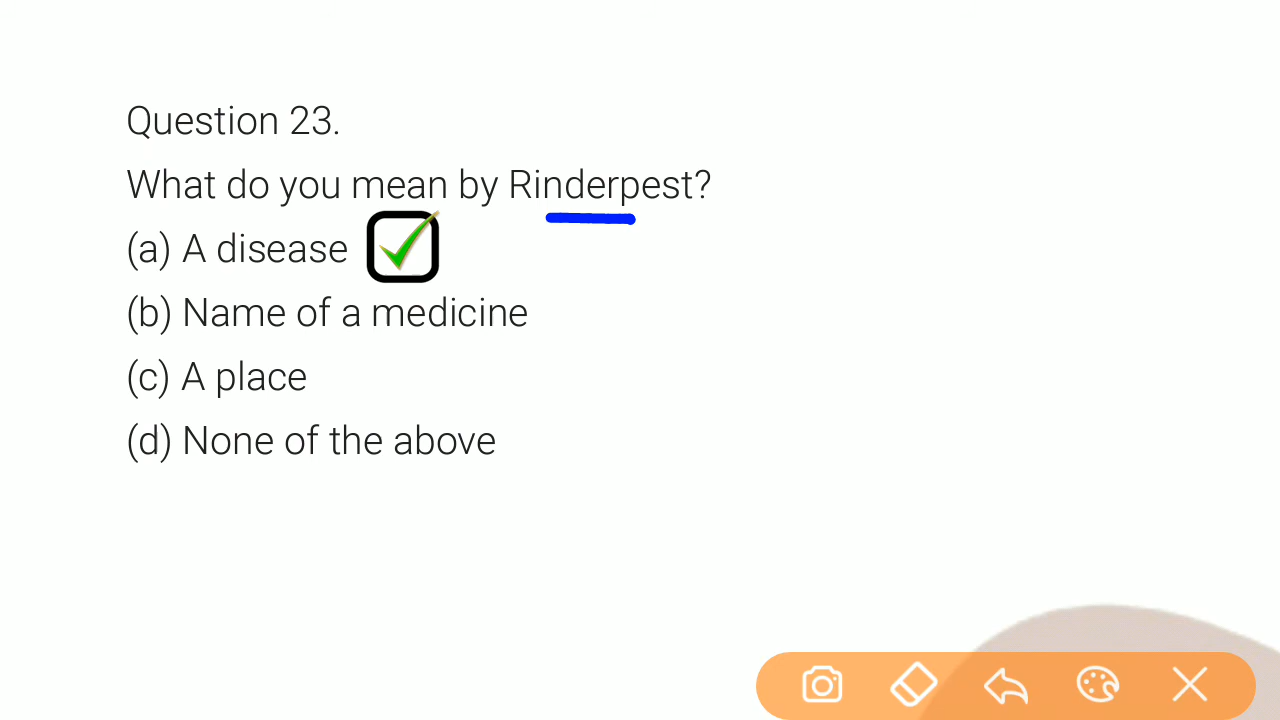 Question 23.
What do you mean by Rinderpest?
(a) A disease
(b) Name of a medicine
(c) A place
(d) None of the above